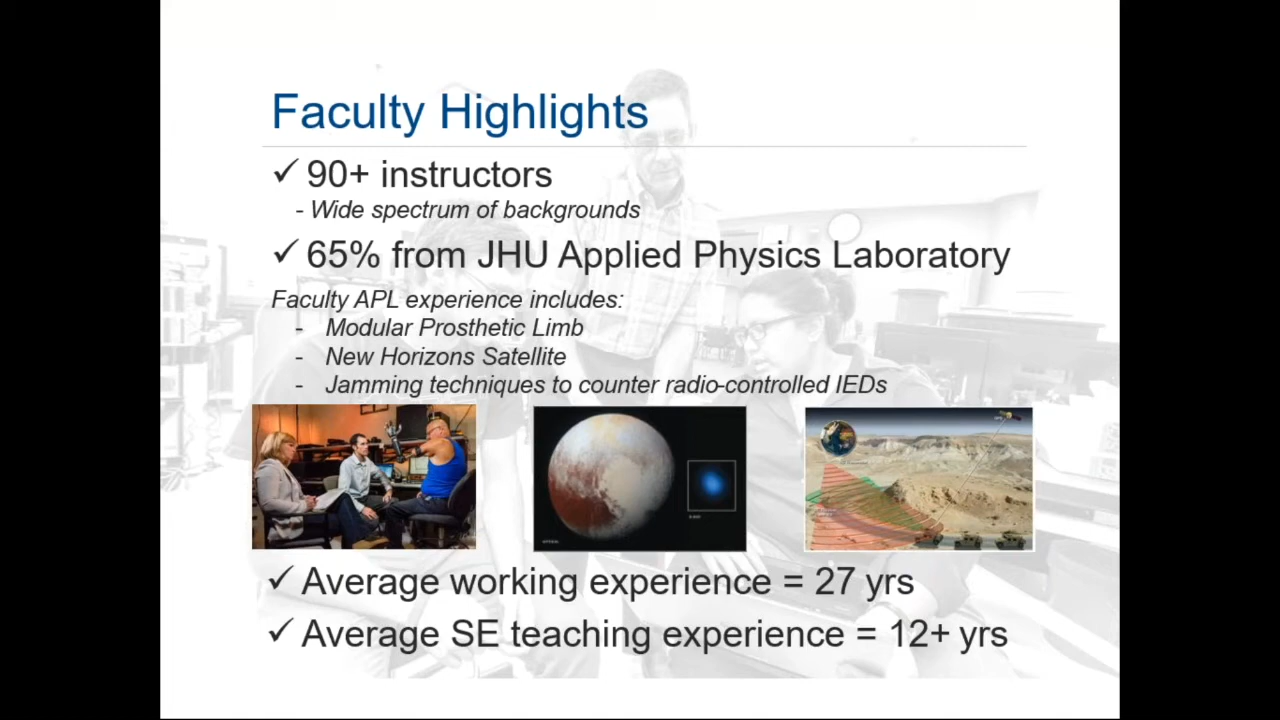 Faculty Highlights
✓ 90+ instructors
- Wide spectrum of backgrounds
✓ 65% from JHU Applied Physics Laboratory
Faculty APL experience includes:
- Modular Prosthetic Limb
- New Horizons Satellite
- Jamming techniques to counter radio-controlled IEDs
✓ Average working experience = 27 yrs
✓ Average SE teaching experience = 12+ yrs